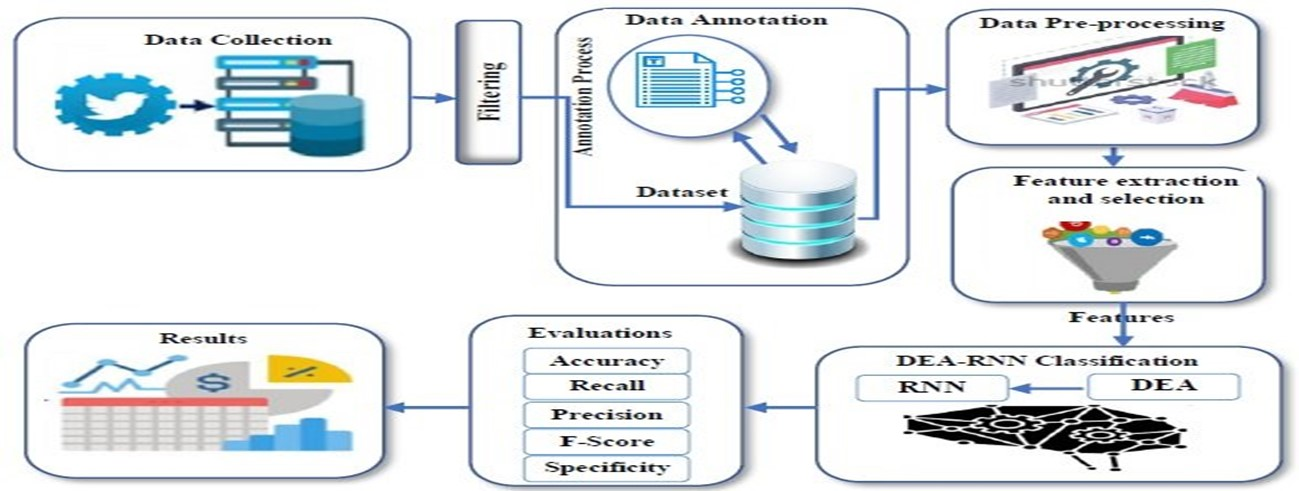 Data Collection
Filtering
Data Annotation
Annotation Process
Dataset
Data Pre-processing
Feature extraction
and selection
Features
DEA-RNN Classification
RNN
DEA
Evaluations
Accuracy
Recall
Precision
F-Score
Specificity
Results
$
%